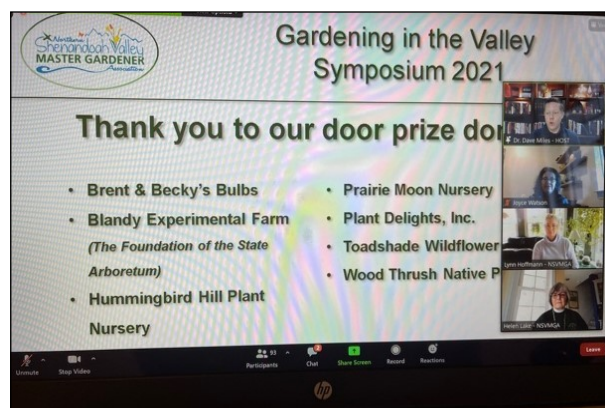 Northern
Shenandoah Valley
MASTER GARDENER
Association
Gardening in the Valley
Symposium 2021
Thank you to our door prize don
• Brent & Becky's Bulbs
• Blandy Experimental Farm
(The Foundation of the State
Arboretum)
• Hummingbird Hill Plant
Nursery
• Prairie Moon Nursery
• Plant Delights, Inc.
• Toadshade Wildflower
• Wood Thrush Native P
Dr. Dave Miles - HOST
Joyce Watson
Lynn Hoffmann - NSVMGA
Helen Lake - NSVMGA
Unmute
Stop Video
93
Participants
2
Chat
Share Screen
Record
Reactions
Leave
hp